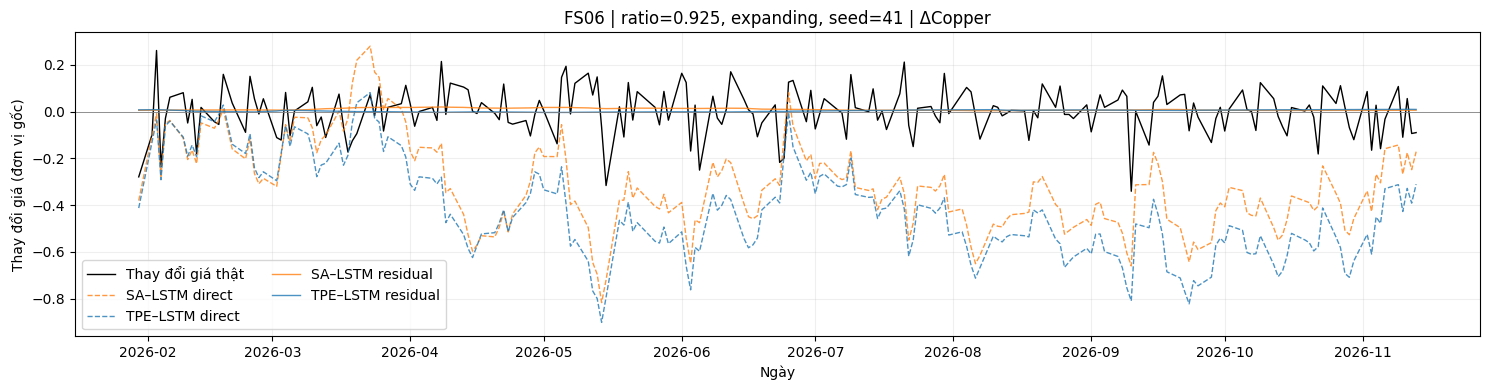 FS06 | ratio=0.925, expanding, seed=41 | ΔCopper
Thay đổi giá (đơn vị gốc)
0.2
0.0
−0.2
−0.4
−0.6
−0.8
Thay đổi giá thật
SA–LSTM direct
TPE–LSTM direct
SA–LSTM residual
TPE–LSTM residual
2026-02 2026-03 2026-04 2026-05 2026-06 2026-07 2026-08 2026-09 2026-10 2026-11
Ngày